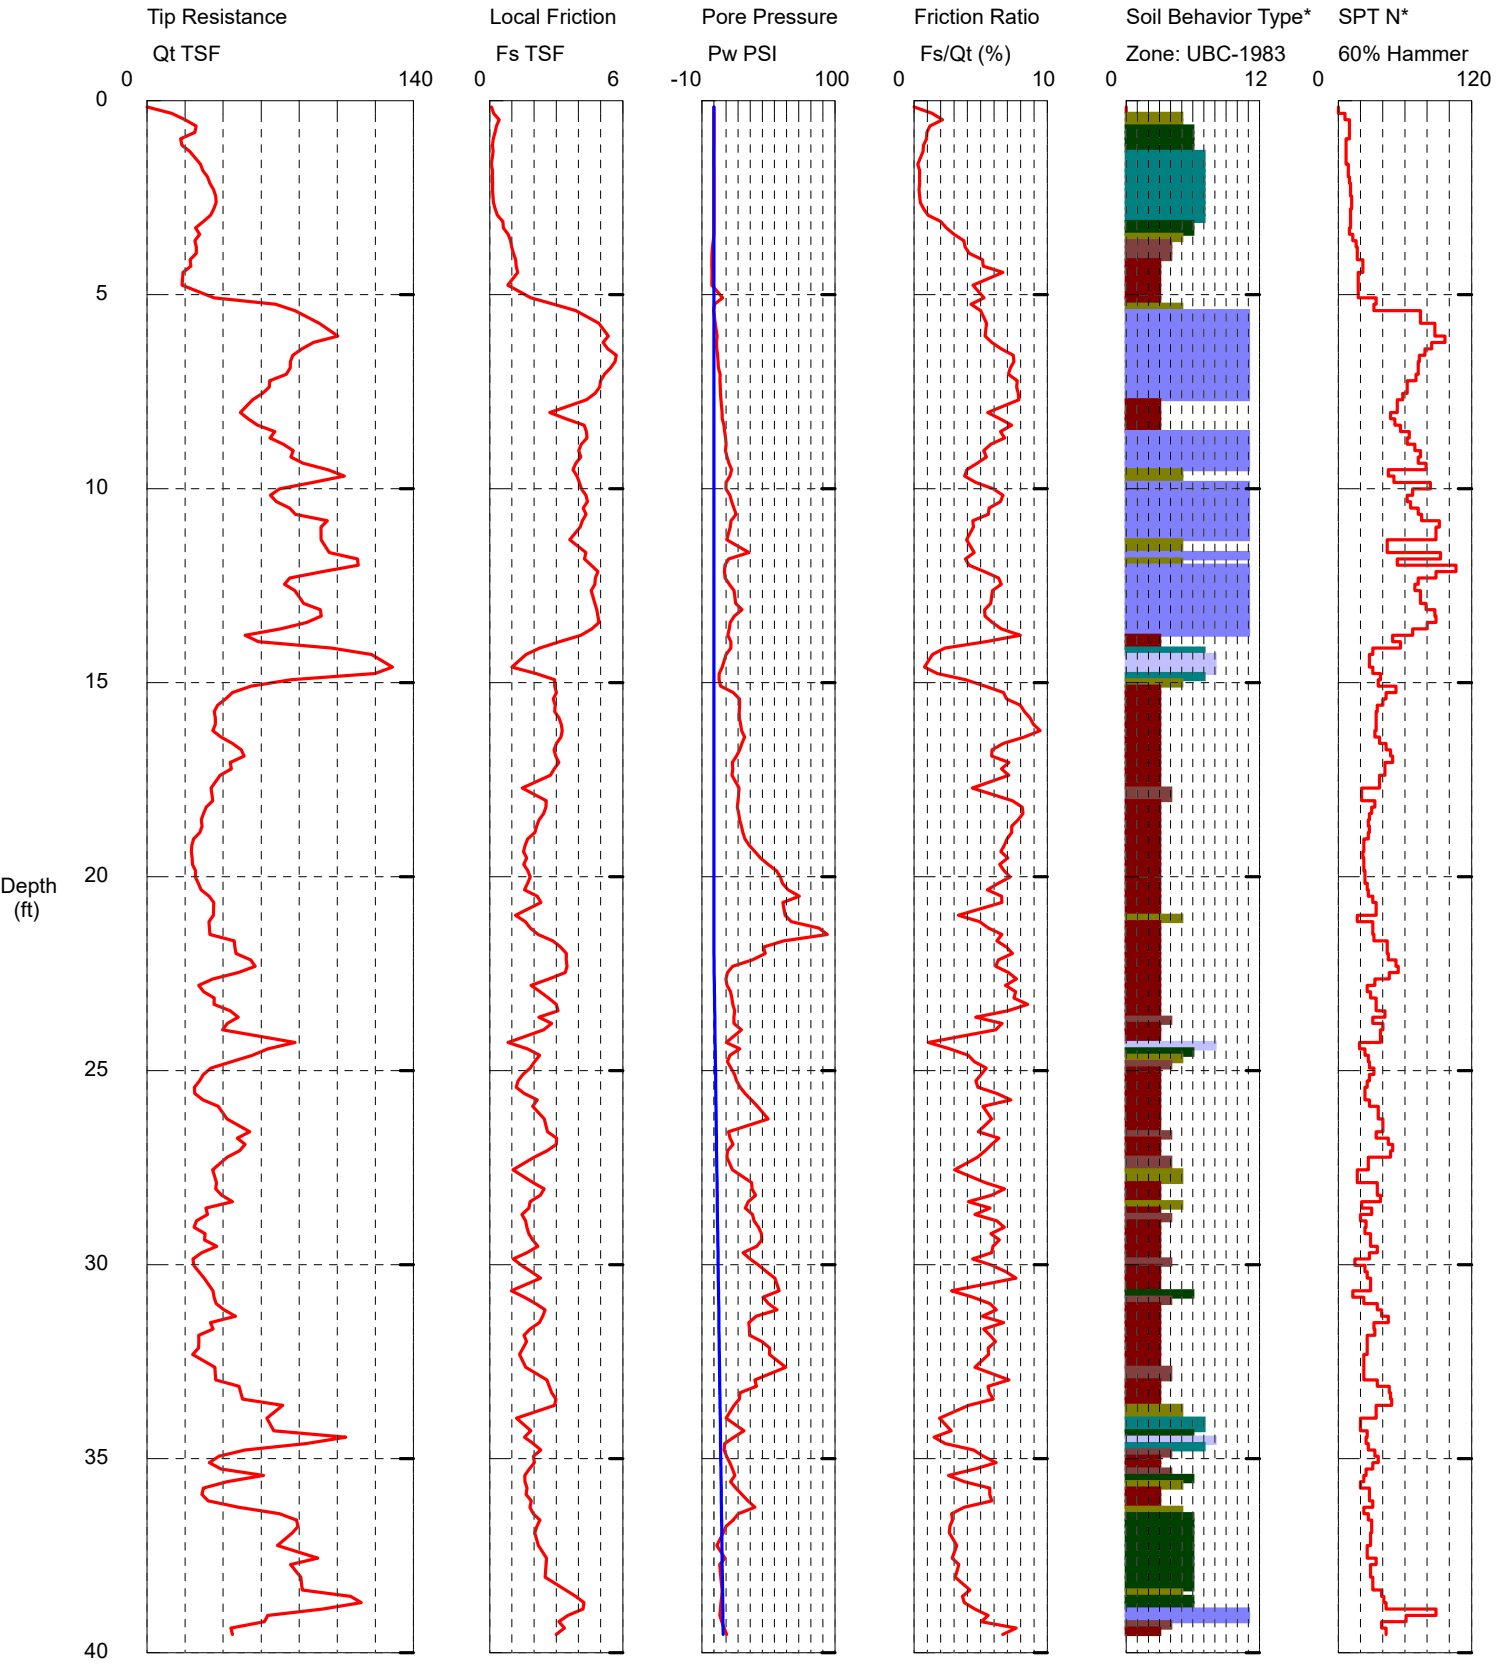 Tip Resistance Local Friction Pore Pressure Friction Ratio Soil Behavior Type* SPT N*
Qt TSF Fs TSF Pw PSI Fs/Qt (%) Zone: UBC-1983 60% Hammer
0 140 0 6 -10 100 0 10 0 12 0 120
0
5
10
15
20
Depth
(ft)
25
30
35
40